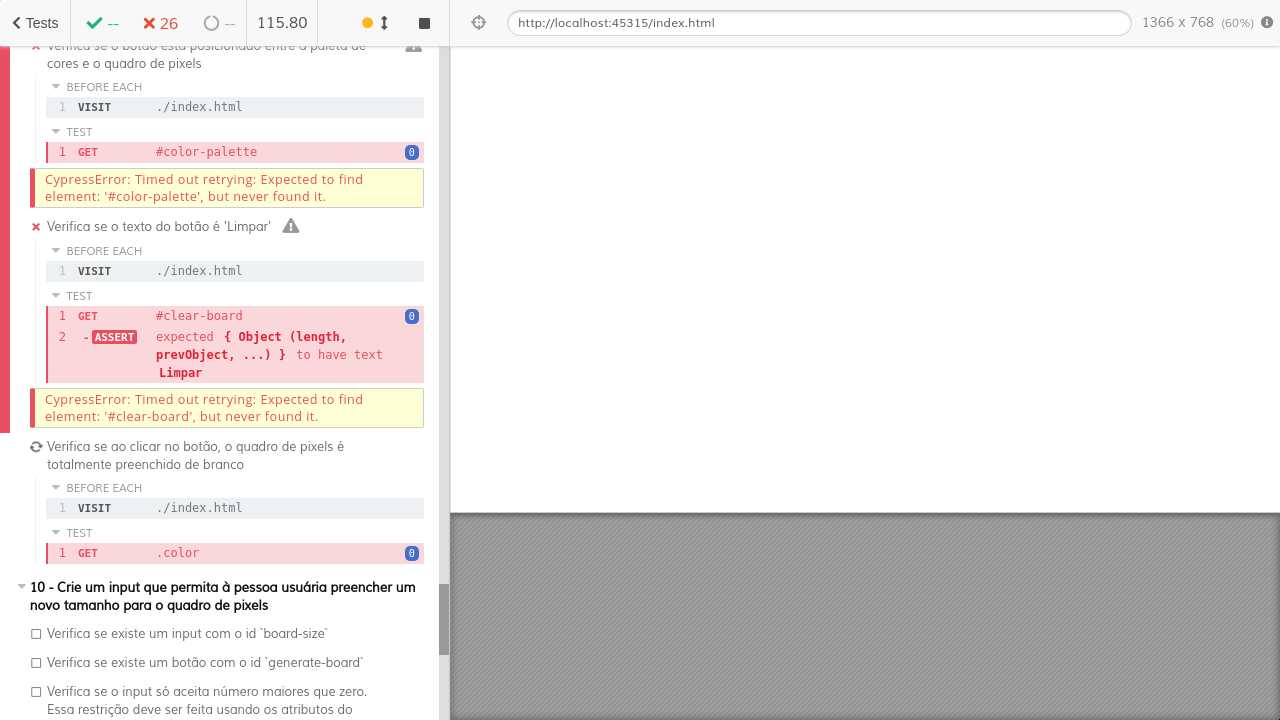 Tests
--
26
--
115.80
http://localhost:45315/index.html
1366 x 768 (60%)
Verifica se o botão está posicionado entre a paleta de
cores e o quadro de pixels
BEFORE EACH
1 VISIT ./index.html
TEST
1 GET #color-palette 0
CypressError: Timed out retrying: Expected to find
element: '#color-palette', but never found it.
Verifica se o texto do botão é 'Limpar'
BEFORE EACH
1 VISIT ./index.html
TEST
1 GET #clear-board 0
2 -ASSERT expected { Object (length,
prevObject, ...) } to have text
Limpar
CypressError: Timed out retrying: Expected to find
element: '#clear-board', but never found it.
Verifica se ao clicar no botão, o quadro de pixels é
totalmente preenchido de branco
BEFORE EACH
1 VISIT ./index.html
TEST
1 GET .color 0
10 - Crie um input que permita à pessoa usuária preencher um
novo tamanho para o quadro de pixels
Verifica se existe um input com o id `board-size`
Verifica se existe um botão com o id `generate-board`
Verifica se o input só aceita número maiores que zero.
Essa restrição deve ser feita usando os atributos do